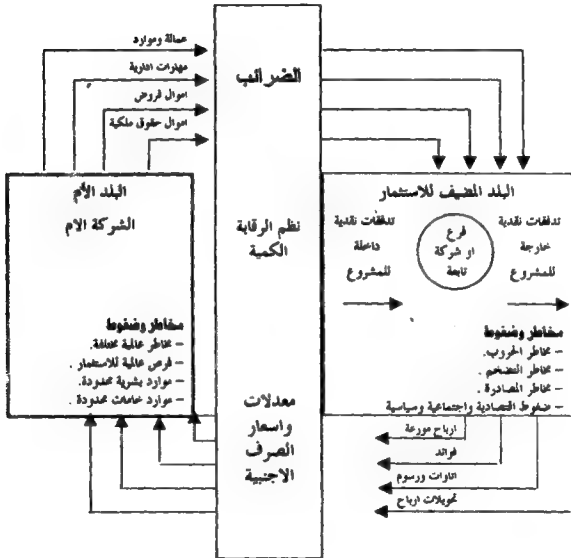 عمالة وموارد
مهارات ادارية
اموال قروض
اموال حقوق ملكية
الضرائب
نظم الرقابة
الكمية
معدلات
واسعار
الصرف
الاجنبية
البلد الأم
الشركة الام
مخاطر وضغوط
– مخاطر عالية مختلفة.
– فرص عالية للاستثمار .
– موارد بشرية محدودة.
– موارد خامات محدودة .
البلد المضيف للاستثمار
تدفقات نقدية
داخلة
للمشروع
فرع
او شركة
تابعة
تدفقات نقدية
خارجة
للمشروع
مخاطر وضغوط
– مخاطر الحروب.
– مخاطر التضخم .
– مخاطر المصادرة .
– ضغوط اقتصادية واجتماعية وسياسية
ارباح موزعة
فوائد
اتاوات ورسوم
تحويلات ارباح